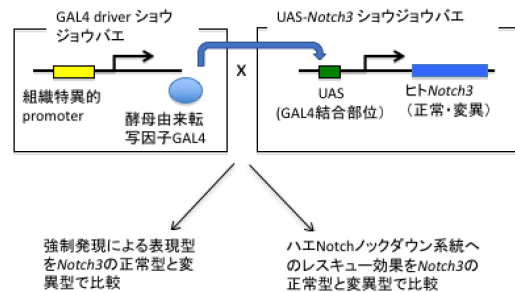 GAL4 driver ショウ
ジョウバエ
組織特異的
promoter
酵母由来転
写因子GAL4
x
UAS-Notch3 ショウジョウバエ
UAS
(GAL4結合部位)
ヒトNotch3
(正常・変異)
強制発現による表現型
をNotch3の正常型と変
異型で比較
ハエNotchノックダウン系統へ
のレスキュー効果をNotch3の
正常型と変異型で比較